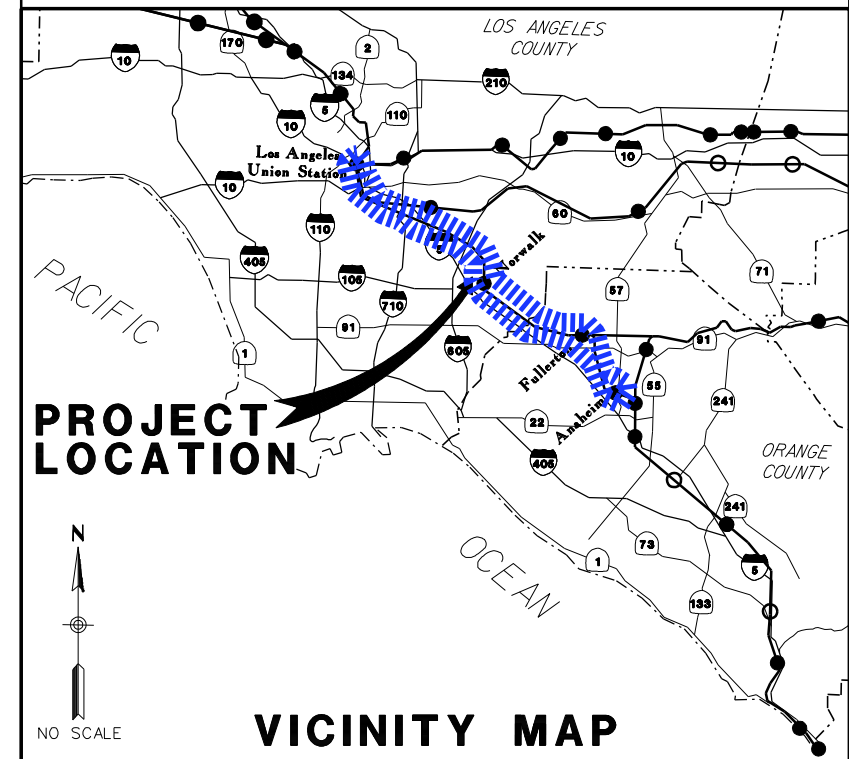 LOS ANGELES
COUNTY
170
2
10
134
210
5
110
10
Los Angeles
Union Station
10
10
60
110
Norwalk
405
71
105
57
710
PACIFIC
91
91
1
605
Fullerton
55
241
PROJECT
LOCATION
22
Anaheim
405
ORANGE
COUNTY
241
N
OCEAN
73
1
5
133
NO SCALE
VICINITY MAP